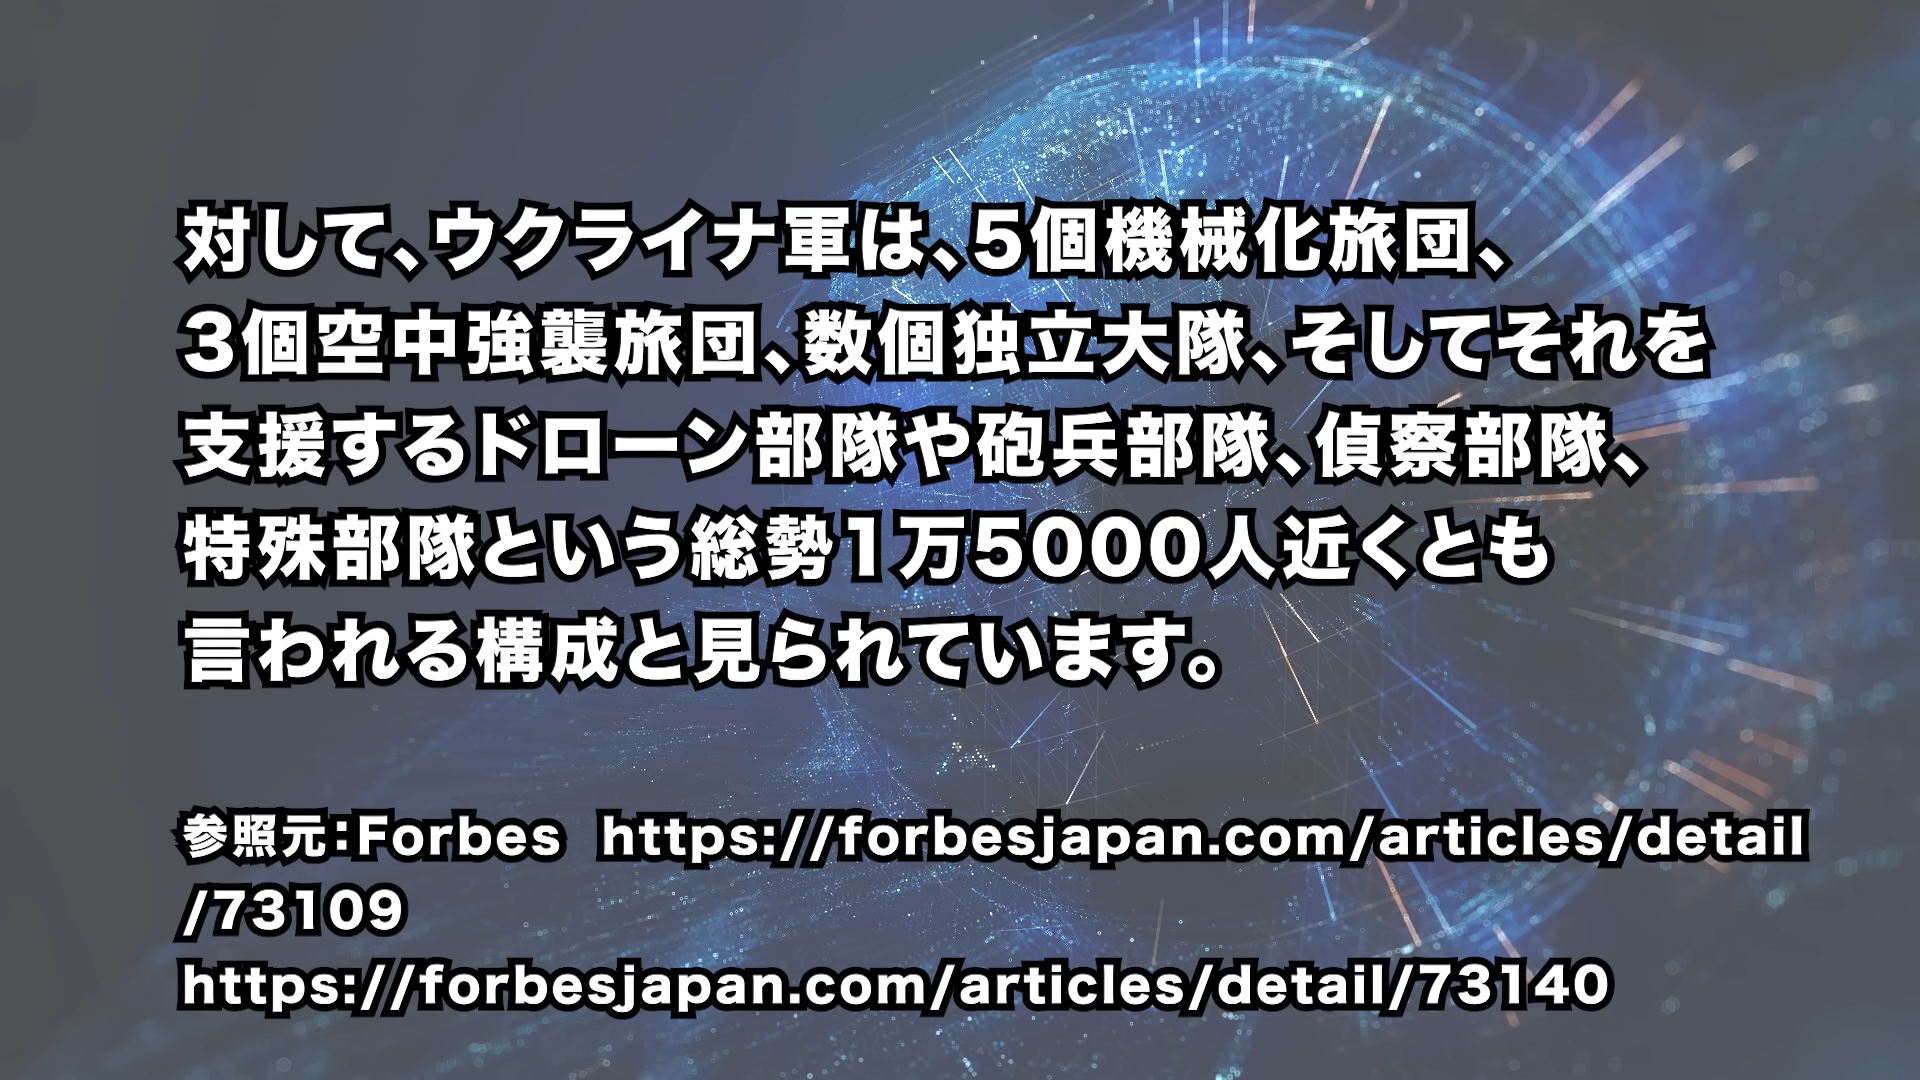 対して、ウクライナ軍は、5個機械化旅団、
3個空中強襲旅団、数個独立大隊、そしてそれを
支援するドローン部隊や砲兵部隊、偵察部隊、
特殊部隊という総勢1万5000人近くとも
言われる構成と見られています。
参照元：Forbes  https://forbesjapan.com/articles/detail
/73109
https://forbesjapan.com/articles/detail/73140